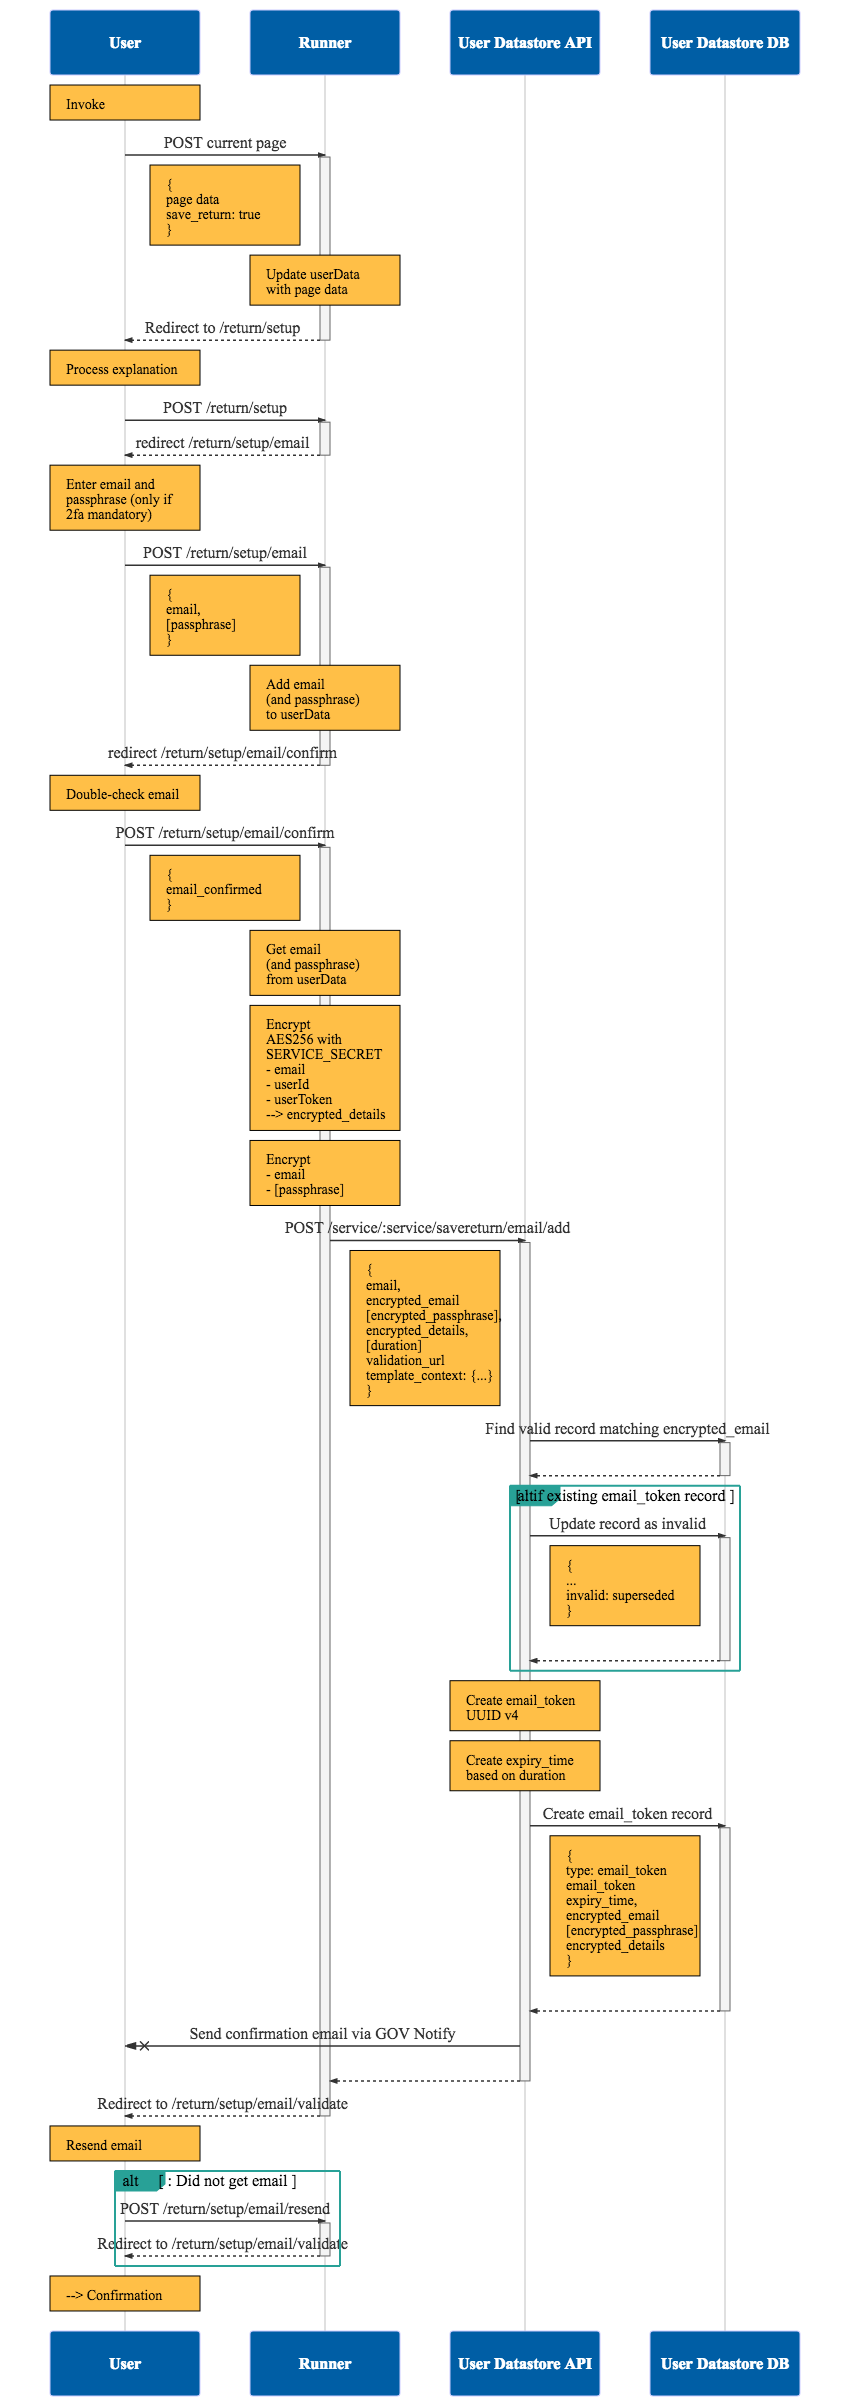 User
Runner
User Datastore API
User Datastore DB
Invoke
POST current page
{
page data
save_return: true
}
Update userData
with page data
Redirect to /return/setup
Process explanation
POST /return/setup
redirect /return/setup/email
Enter email and
passphrase (only if
2fa mandatory)
POST /return/setup/email
{
email,
[passphrase]
}
Add email
(and passphrase)
to userData
redirect /return/setup/email/confirm
Double-check email
POST /return/setup/email/confirm
{
email_confirmed
}
Get email
(and passphrase)
from userData
Encrypt
AES256 with
SERVICE_SECRET
- email
- userId
- userToken
--> encrypted_details
Encrypt
- email
- [passphrase]
POST /service/:service/savereturn/email/add
{
email,
encrypted_email
[encrypted_passphrase],
encrypted_details,
[duration]
validation_url
template_context: {...}
}
Find valid record matching encrypted_email
alt
[ if existing email_token record ]
Update record as invalid
{
...
invalid: superseded
}
Create email_token
UUID v4
Create expiry_time
based on duration
Create email_token record
{
type: email_token
email_token
expiry_time,
encrypted_email
[encrypted_passphrase]
encrypted_details
}
Send confirmation email via GOV Notify
Redirect to /return/setup/email/validate
Resend email
alt
[ : Did not get email ]
POST /return/setup/email/resend
Redirect to /return/setup/email/validate
--> Confirmation
User
Runner
User Datastore API
User Datastore DB